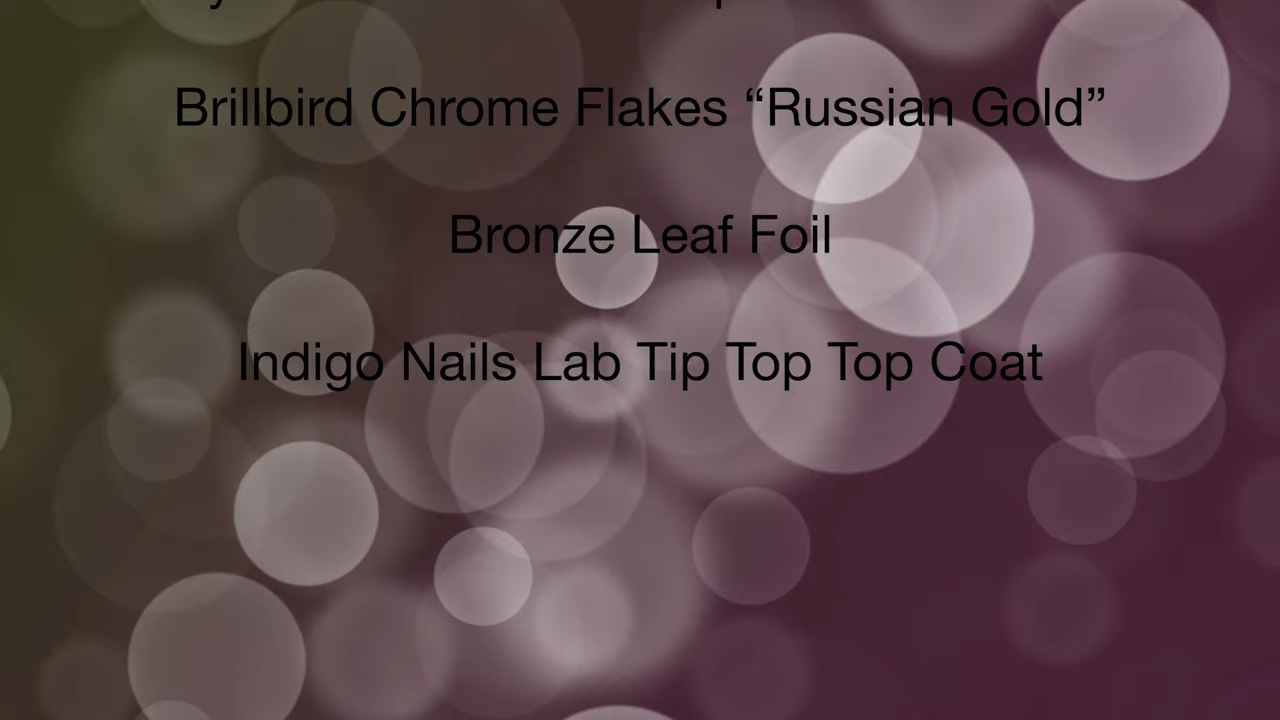 Brillbird Chrome Flakes “Russian Gold”
Bronze Leaf Foil
Indigo Nails Lab Tip Top Top Coat